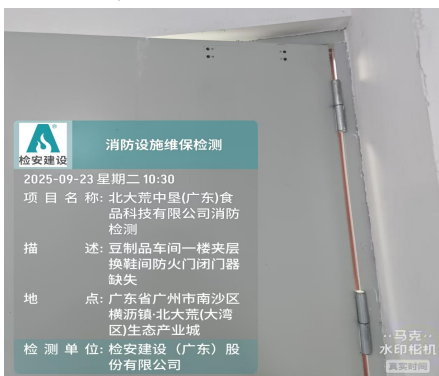 检安建设
消防设施维保检测
2025-09-23 星期二 10:30
项目名称: 北大荒中垦(广东)食
品科技有限公司消防
检测
描述: 豆制品车间一楼夹层
换鞋间防火门闭门器
缺失
地点: 广东省广州市南沙区
横沥镇·北大荒(大湾
区)生态产业城
检测单位: 检安建设（广东）股
份有限公司
马克
水印相机
真实时间